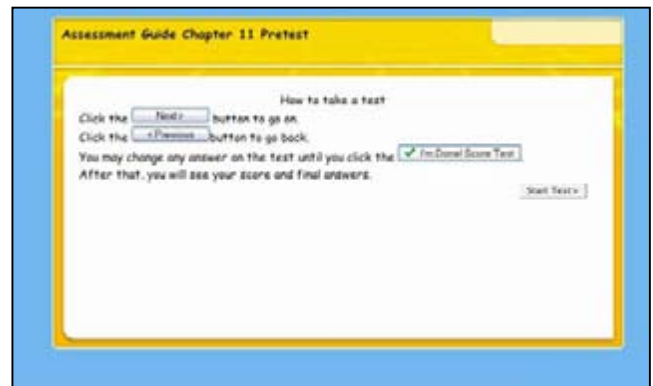 Assessment Guide Chapter 11 Pretest
How to take a test
Click the Next > button to go on.
Click the < Previous button to go back.
You may change any answer on the test until you click the I'm Done! Score Test
After that, you will see your score and final answers.
Start Test >